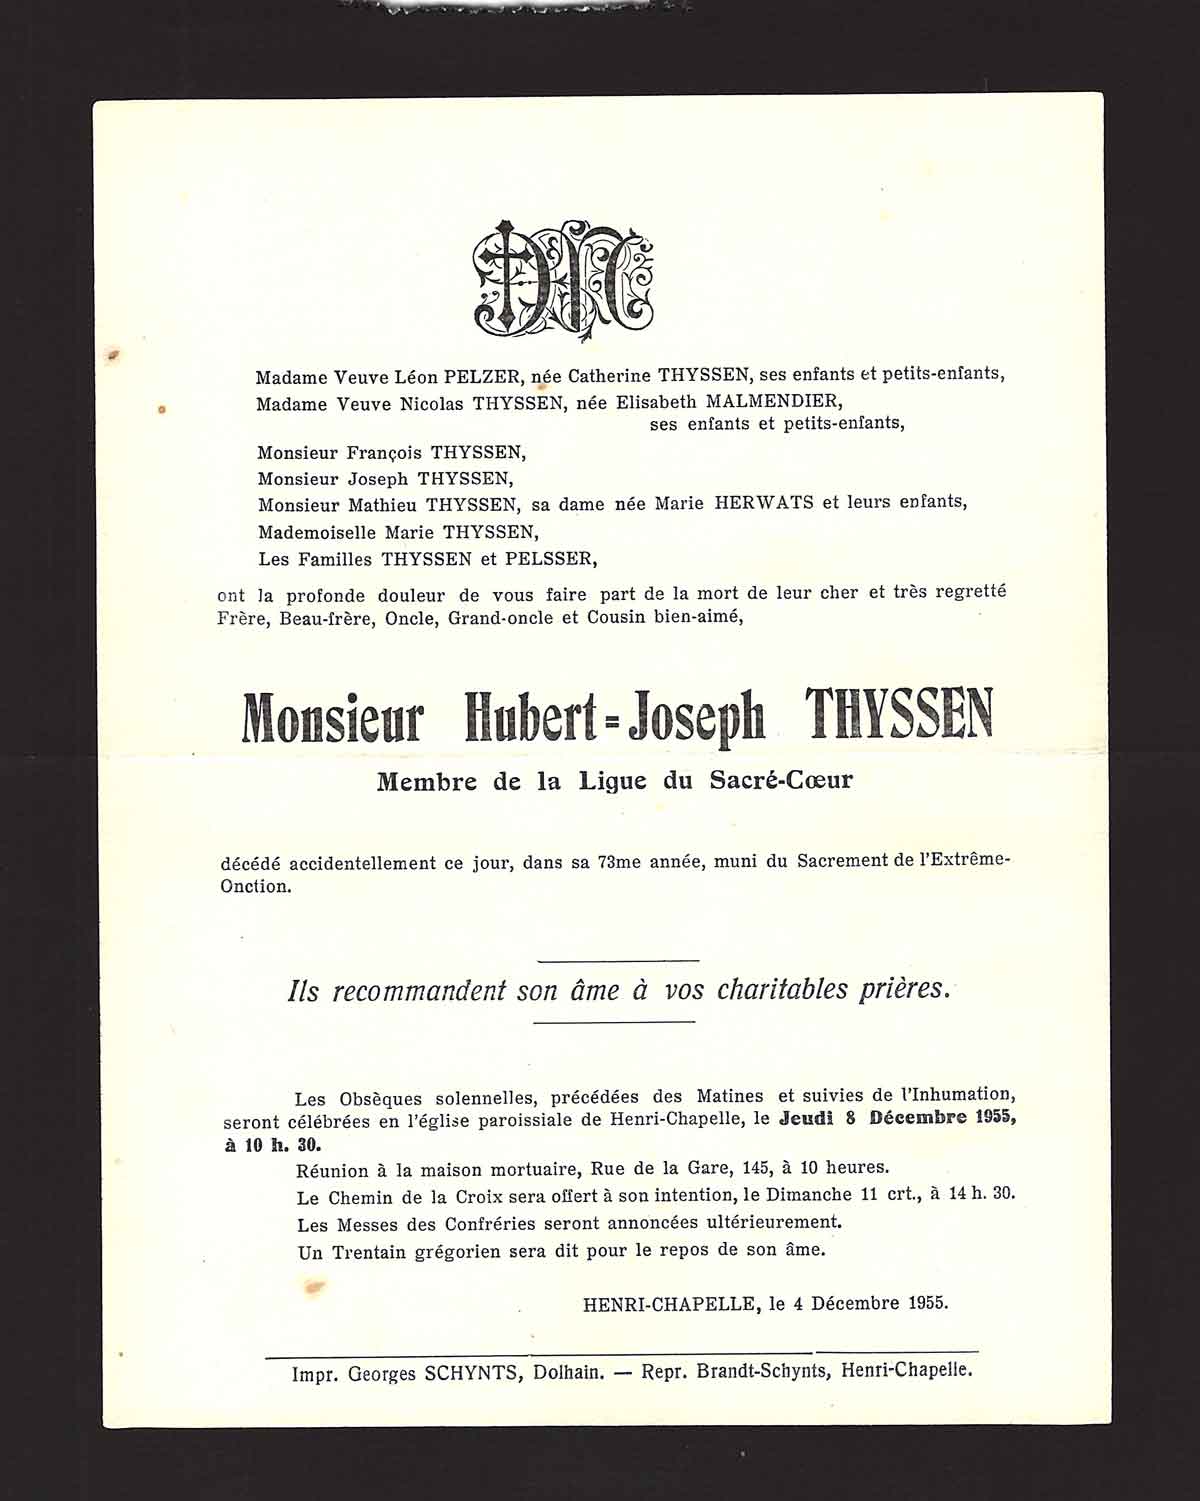 Madame Veuve Léon PELZER, née Catherine THYSSEN, ses enfants et petits-enfants,
Madame Veuve Nicolas THYSSEN, née Elisabeth MALMENDIER,
ses enfants et petits-enfants,
Monsieur François THYSSEN,
Monsieur Joseph THYSSEN,
Monsieur Mathieu THYSSEN, sa dame née Marie HERWATS et leurs enfants,
Mademoiselle Marie THYSSEN,
Les Familles THYSSEN et PELSSER,
ont la profonde douleur de vous faire part de la mort de leur cher et très regretté
Frère, Beau-frère, Oncle, Grand-oncle et Cousin bien-aimé,
Monsieur Hubert=Joseph THYSSEN
Membre de la Ligue du Sacré-Cœur
décédé accidentellement ce jour, dans sa 73me année, muni du Sacrement de l'Extrême-
Onction.
Ils recommandent son âme à vos charitables prières.
Les Obsèques solennelles, précédées des Matines et suivies de l'Inhumation,
seront célébrées en l'église paroissiale de Henri-Chapelle, le Jeudi 8 Décembre 1955,
à 10 h. 30.
Réunion à la maison mortuaire, Rue de la Gare, 145, à 10 heures.
Le Chemin de la Croix sera offert à son intention, le Dimanche 11 crt., à 14 h. 30.
Les Messes des Confréries seront annoncées ultérieurement.
Un Trentain grégorien sera dit pour le repos de son âme.
HENRI-CHAPELLE, le 4 Décembre 1955.
Impr. Georges SCHYNTS, Dolhain. — Repr. Brandt-Schynts, Henri-Chapelle.